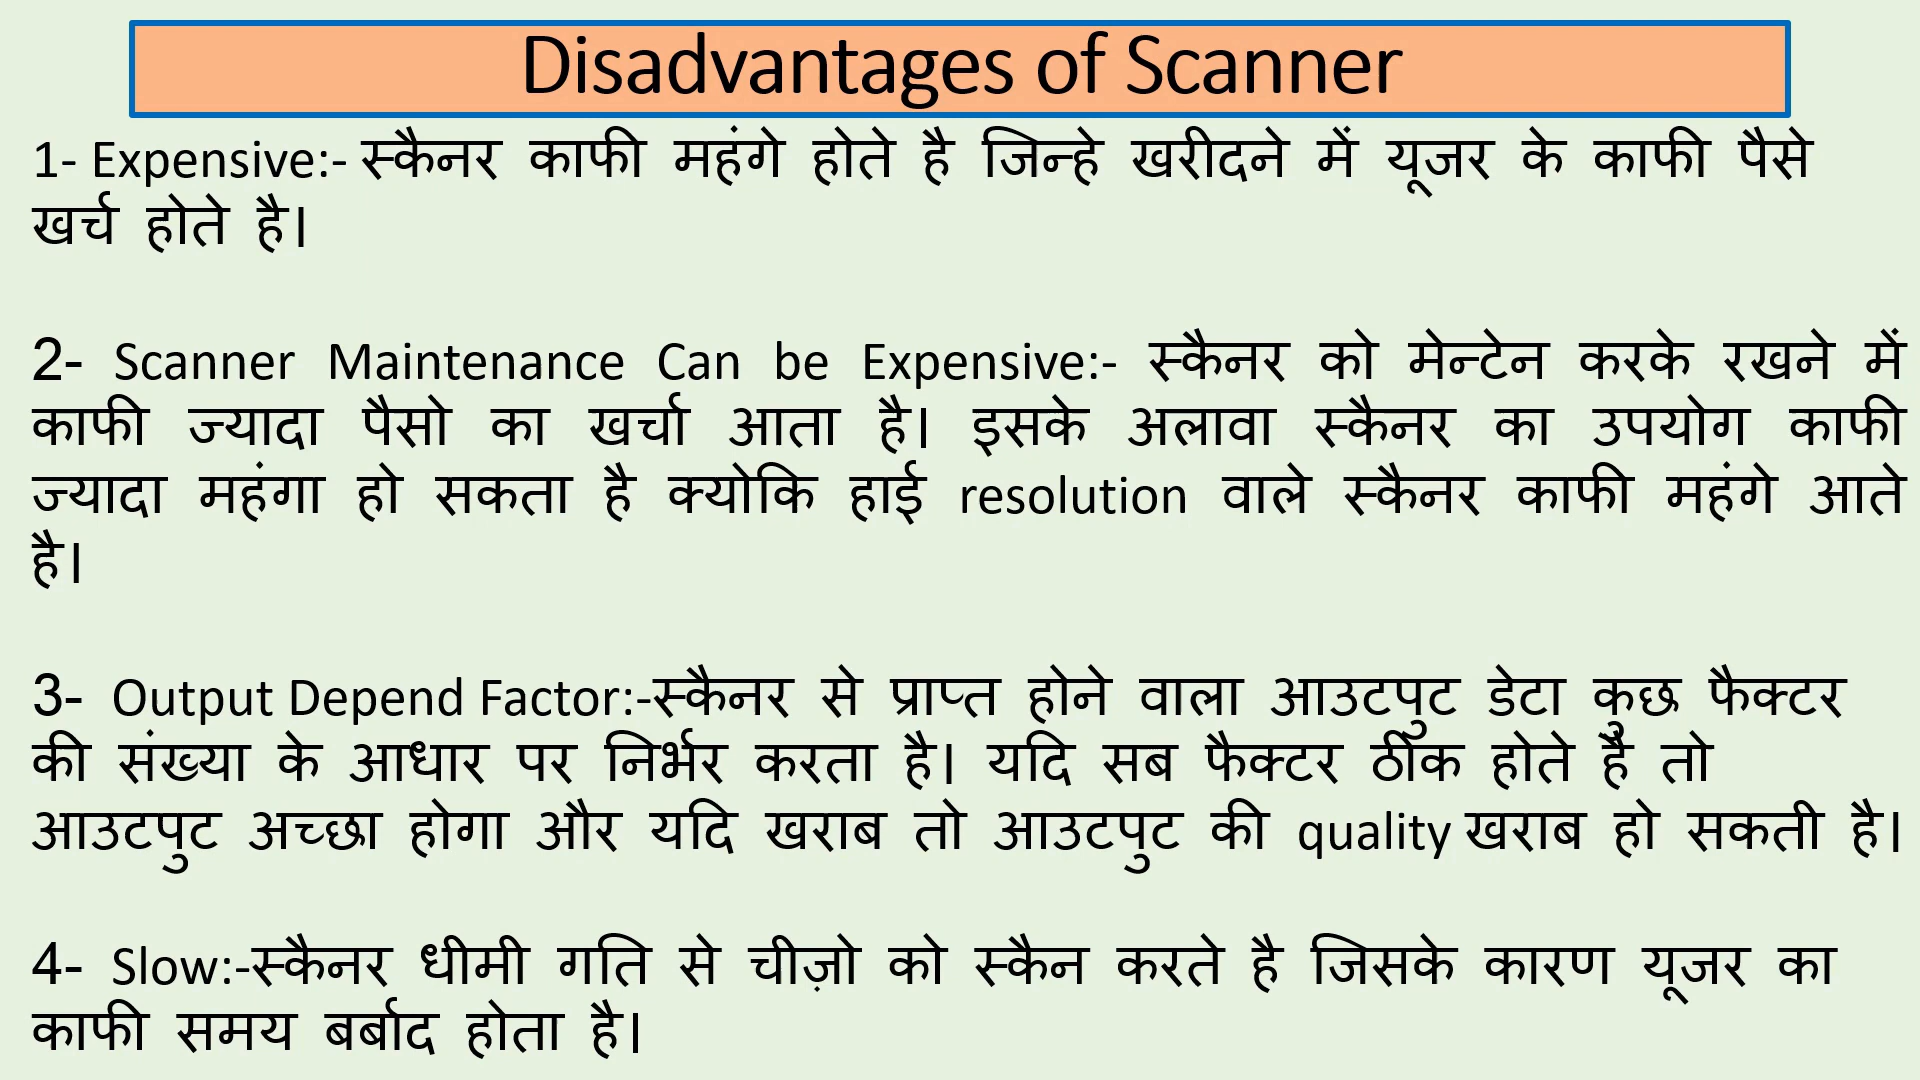 Disadvantages of Scanner
1- Expensive:- स्कैनर काफी महंगे होते है जिन्हे खरीदने में यूजर के काफी पैसे
खर्च होते है।
2- Scanner Maintenance Can be Expensive:- स्कैनर को मेन्टेन करके रखने में
काफी ज्यादा पैसो का खर्चा आता है। इसके अलावा स्कैनर का उपयोग काफी
ज्यादा महंगा हो सकता है क्योकि हाई resolution वाले स्कैनर काफी महंगे आते
है।
3- Output Depend Factor:-स्कैनर से प्राप्त होने वाला आउटपुट डेटा कुछ फैक्टर
की संख्या के आधार पर निर्भर करता है। यदि सब फैक्टर ठीक होते है तो
आउटपुट अच्छा होगा और यदि खराब तो आउटपुट की quality खराब हो सकती है।
4- Slow:-स्कैनर धीमी गति से चीज़ो को स्कैन करते है जिसके कारण यूजर का
काफी समय बर्बाद होता है।